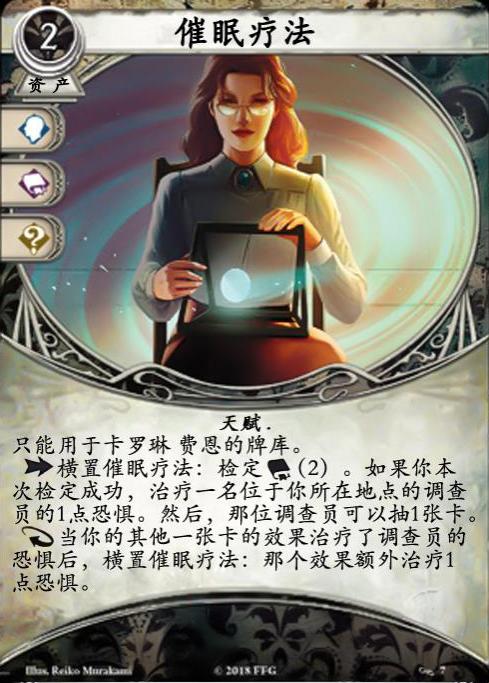 催眠疗法
2
资产
天赋.
只能用于卡罗琳 费恩的牌库。
横置催眠疗法：检定(2) 。如果你本
次检定成功，治疗一名位于你所在地点的调查
员的1点恐惧。然后，那位调查员可以抽1张卡。
当你的其他一张卡的效果治疗了调查员的
恐惧后，横置催眠疗法：那个效果额外治疗1
点恐惧。
Illus. Reiko Murakami © 2018 FFG 7